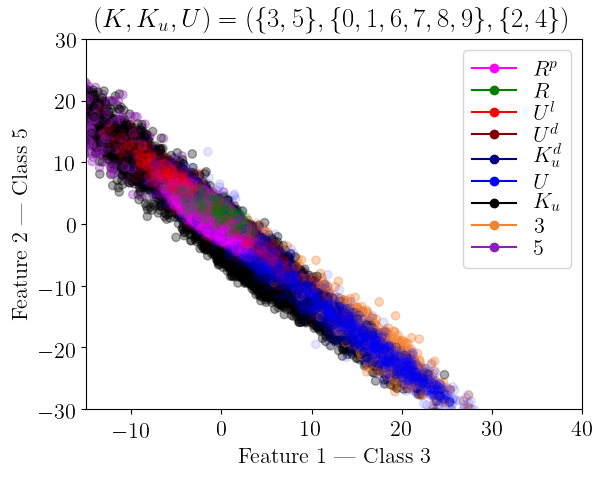 (K, K_u, U) = ({3, 5}, {0, 1, 6, 7, 8, 9}, {2, 4})
30
20
10
0
−10
−20
−30
Feature 2 — Class 5
R^p
R
U^l
U^d
K_u^d
U
K_u
3
5
−10
0
10
20
30
40
Feature 1 — Class 3